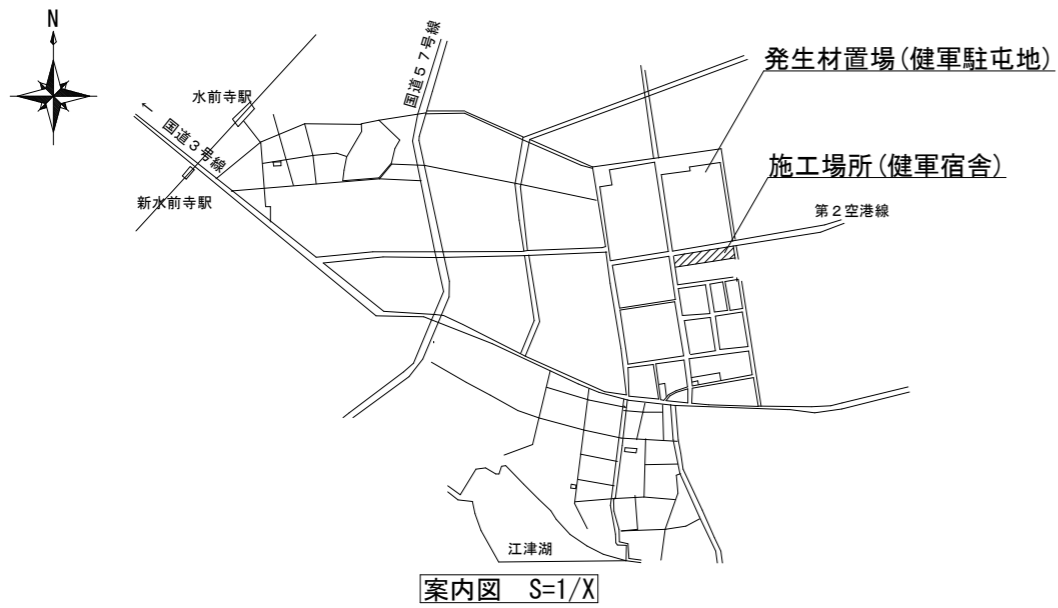 N
国道57号線
発生材置場(健軍駐屯地)
水前寺駅
←
国道3号線
施工場所(健軍宿舎)
新水前寺駅
第2空港線
江津湖
案内図 S=1/X